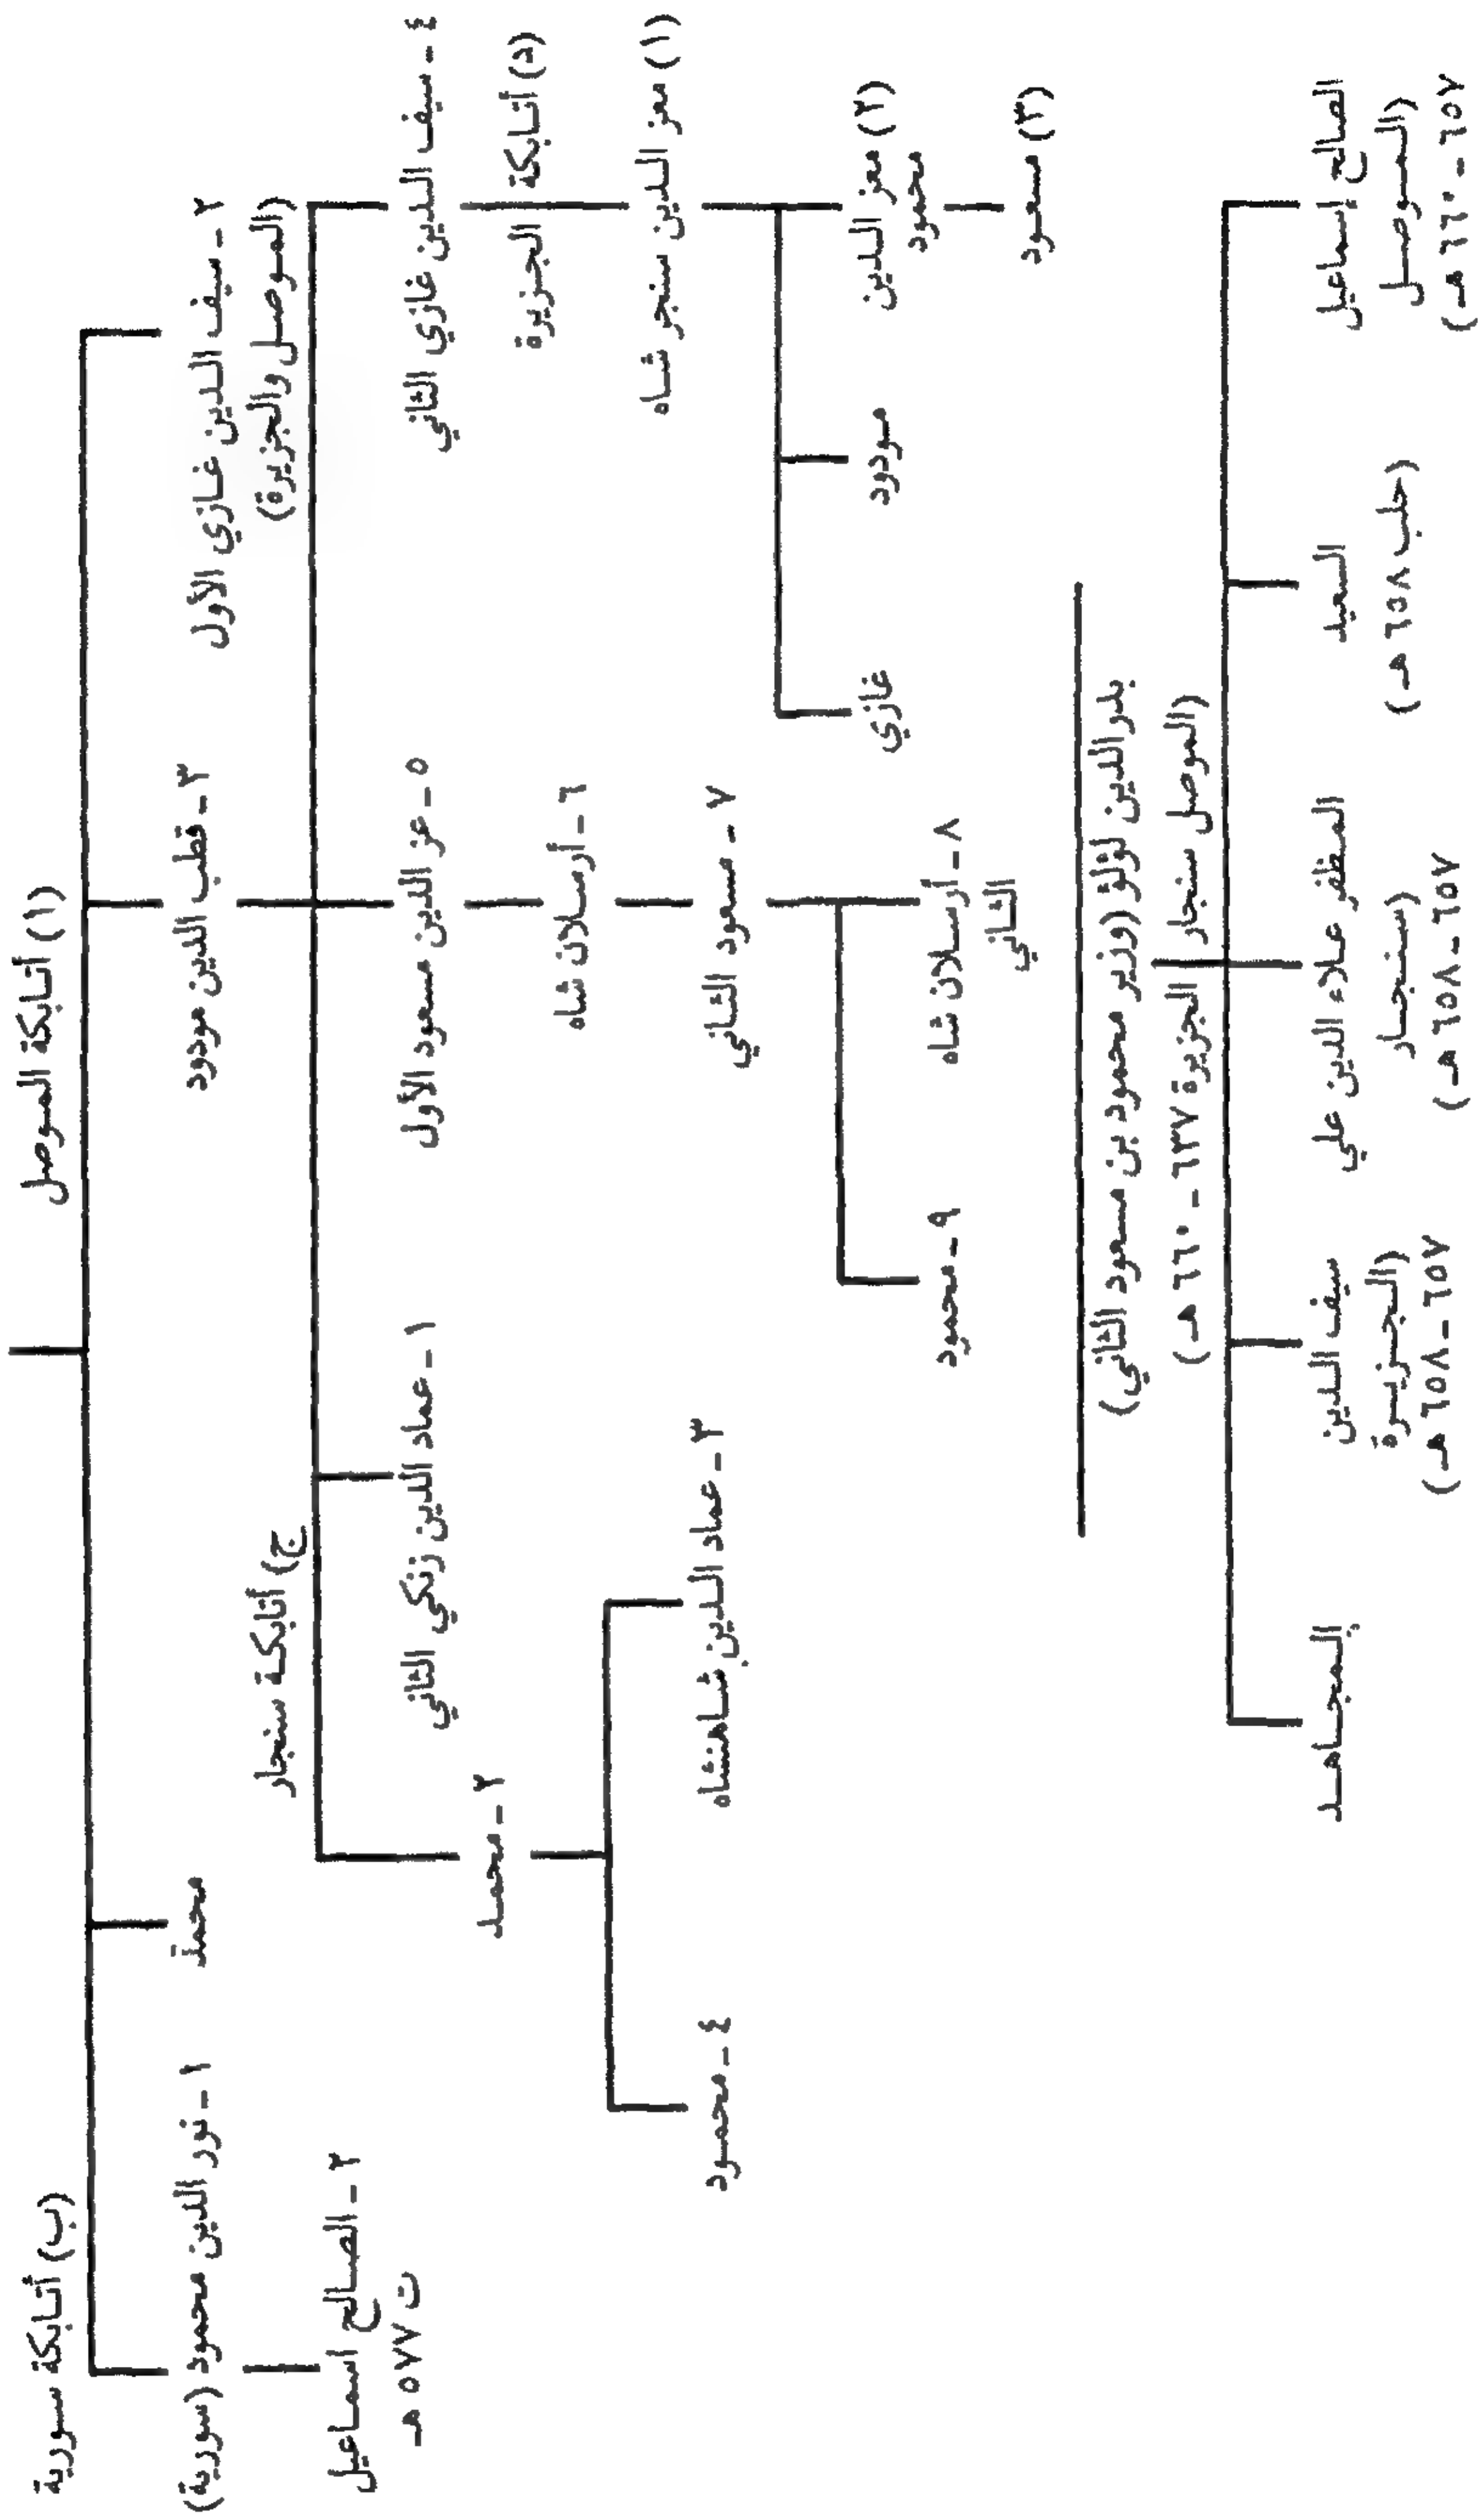 (١) أتابكة الموصل
(ب) أتابكة سورية
٢ - سيف الدين غازي الأول
(الموصل والجزيرة)
٣ - قطب الدين مودود
محمّد
١ - نور الدين محمود (سورية)
(ج) أتابكة سنجار
٤ - سيف الدين غازي الثاني
٥ - عز الدين مسعود الأول
١ - عماد الدين زنكي الثاني
٢ - الصالح اسماعيل
ت ٥٧٧ هـ
(د) أتابكة الجزيرة
٦ - أرسلان شاه
٢ - محمد
(١) معز الدين سنجر شاه
٧ - مسعود الثاني
٣ - عماد الدين شاهنشاه
٤ - محمود
(٢) معز الدين
محمود
مودود
غازي
٨ - أرسلان شاه
الثاني
٩ - محمود
(٣) مسعود
بدر الدين لؤلؤ (وزير محمود بن مسعود الثاني)
(الموصل سنجار الجزيرة ٦٣٧ - ٦٦٠ هـ)
الصالح إسماعيل
(الموصل)
(٦٥٧ - ٦٦٠ هـ)
السعيد
(حلب ٦٥٨ هـ)
المظفر علاء الدين علي
(سنجار)
(٦٥٧ - ٦٥٨ هـ)
سيف الدين
(الجزيرة)
(٦٥٧ - ٦٥٨ هـ)
المجاهد